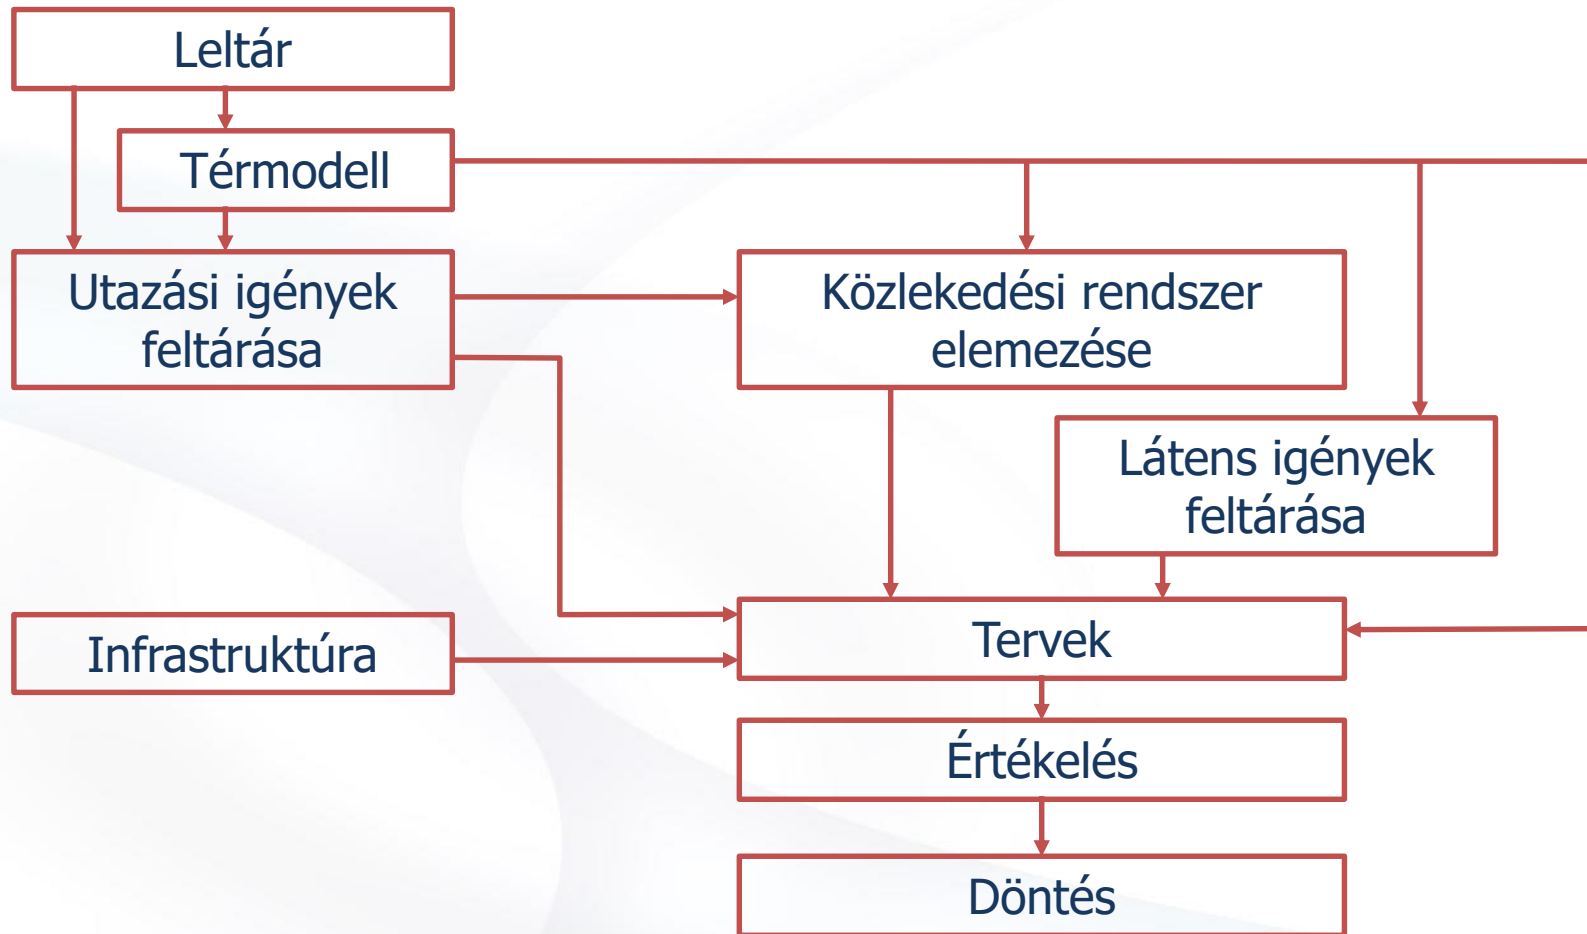 Leltár
Térmodell
Utazási igények
feltárása
Közlekedési rendszer
elemezése
Látens igények
feltárása
Infrastruktúra
Tervek
Értékelés
Döntés